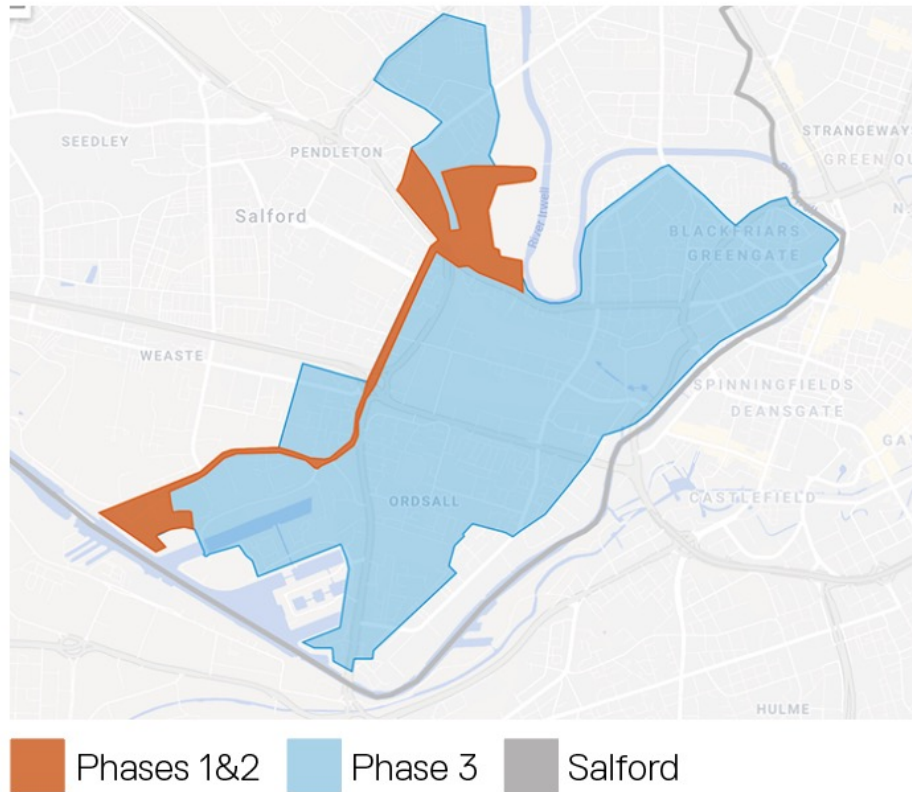 STRANGEWAY
SEEDLEY
PENDLETON
GREEN QU
Salford
River Irwell
BLACKFRIARS
GREENGATE
WEASTE
SPINNINGFIELDS
DEANSGATE
ORDSALL
CASTLEFIELD
HULME
Phases 1&2
Phase 3
Salford